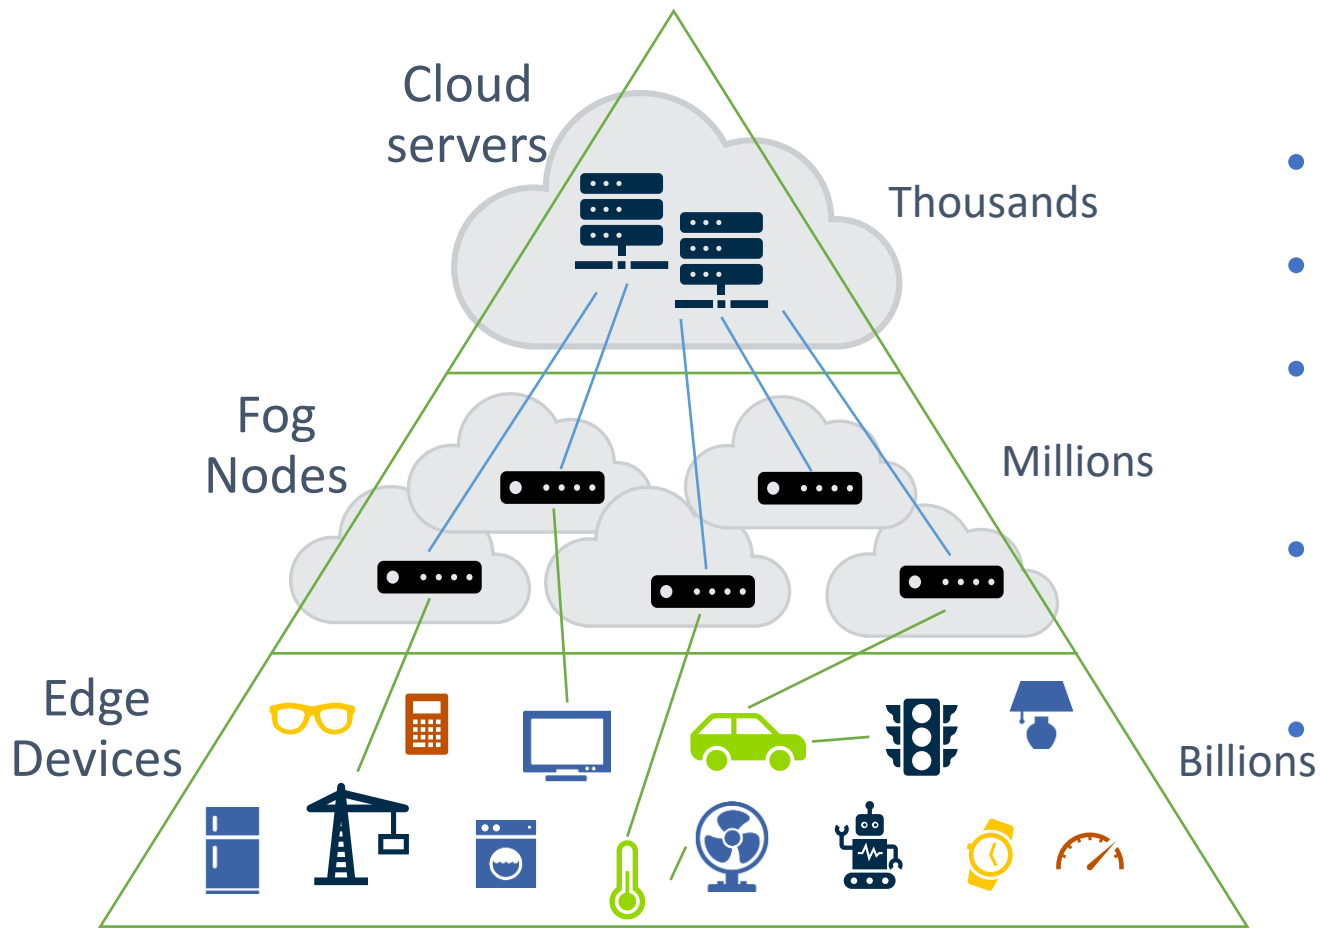 Cloud
servers
Thousands
Fog
Nodes
Millions
Edge
Devices
Billions